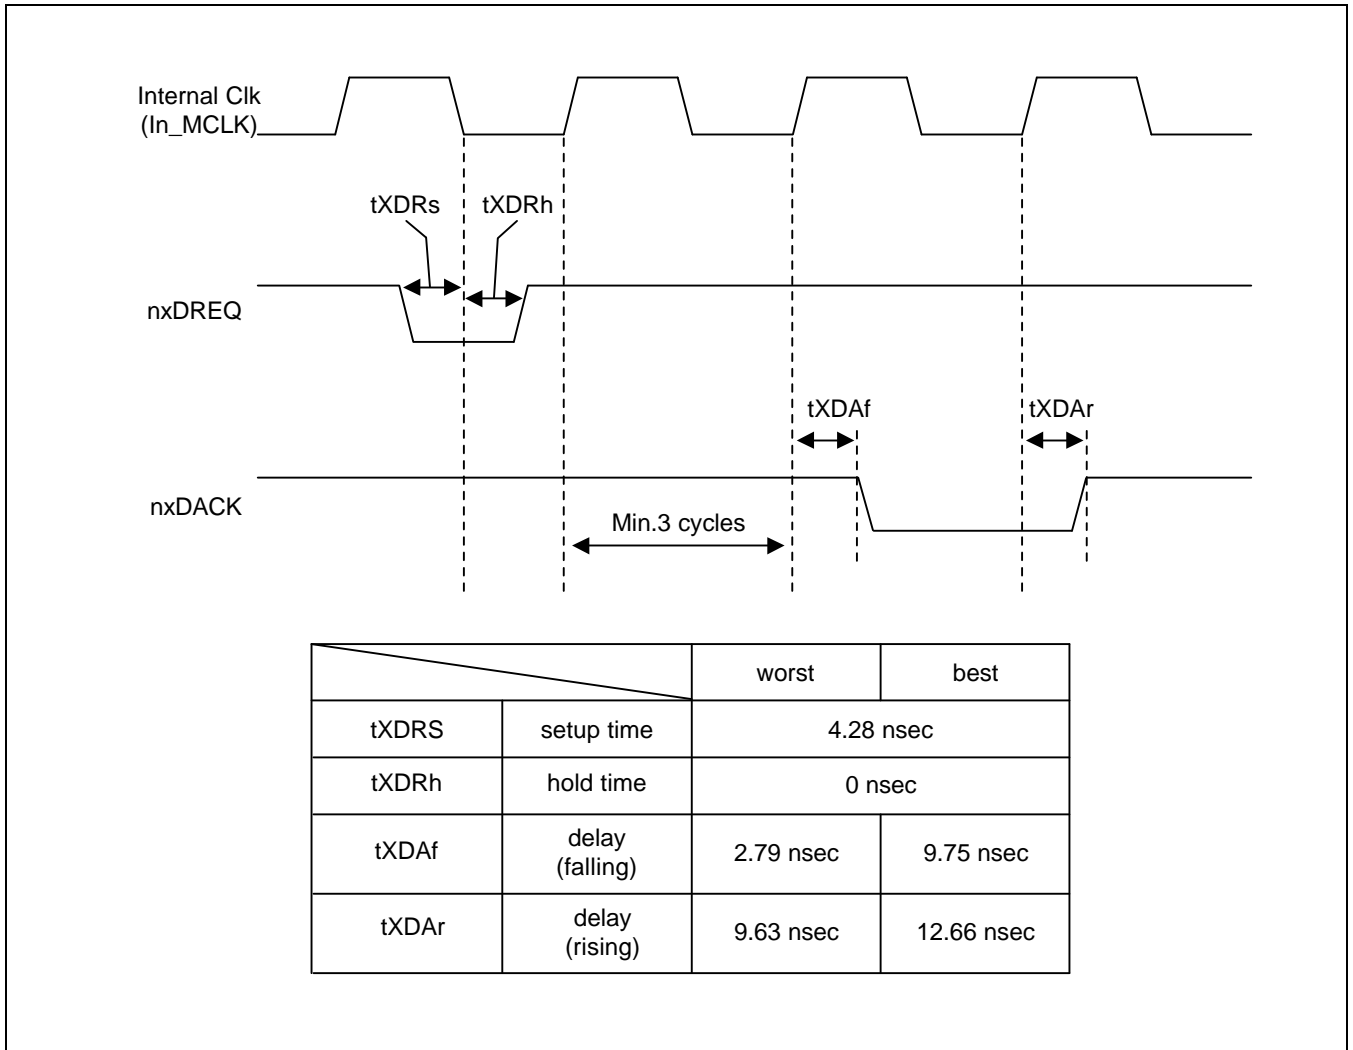 Internal Clk
(In_MCLK)
tXDRs tXDRh
nxDREQ
tXDAf tXDAr
nxDACK
Min.3 cycles
worst best
tXDRS setup time 4.28 nsec
tXDRh hold time 0 nsec
tXDAf delay
(falling) 2.79 nsec 9.75 nsec
tXDAr delay
(rising) 9.63 nsec 12.66 nsec